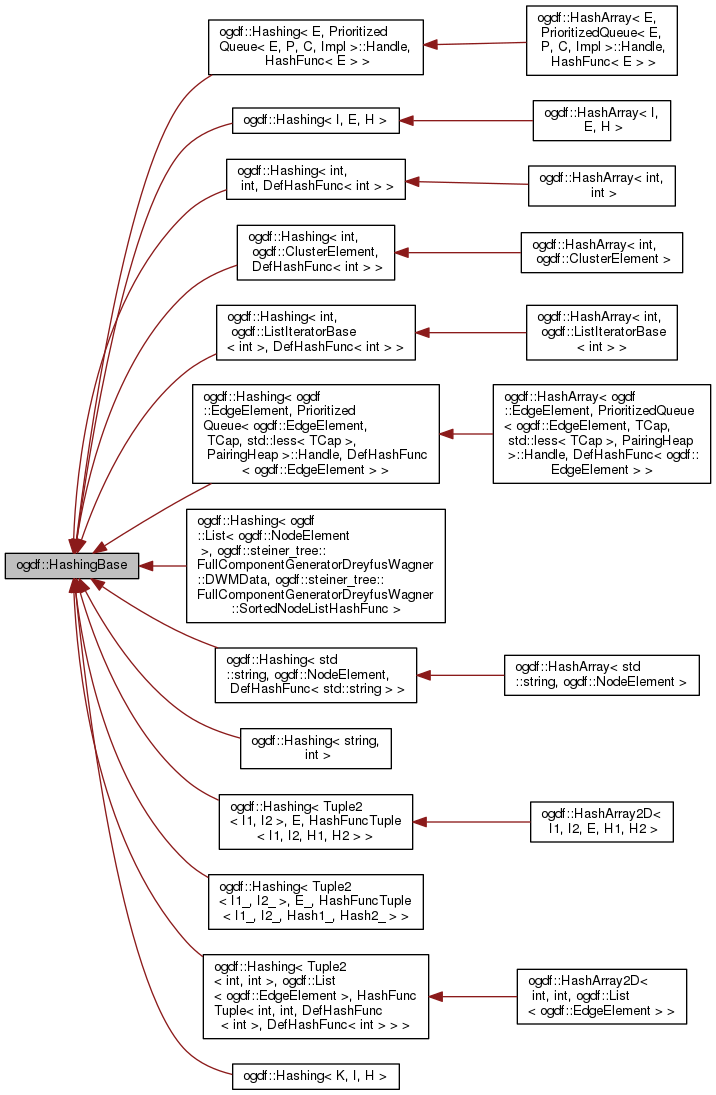 ogdf::HashingBase
ogdf::Hashing< E, Prioritized
Queue< E, P, C, Impl >::Handle,
HashFunc< E > >
ogdf::HashArray< E,
PrioritizedQueue< E,
P, C, Impl >::Handle,
HashFunc< E > >
ogdf::Hashing< I, E, H >
ogdf::HashArray< I,
E, H >
ogdf::Hashing< int,
int, DefHashFunc< int > >
ogdf::HashArray< int,
int >
ogdf::Hashing< int,
ogdf::ClusterElement,
DefHashFunc< int > >
ogdf::HashArray< int,
ogdf::ClusterElement >
ogdf::Hashing< int,
ogdf::ListIteratorBase
< int >, DefHashFunc< int > >
ogdf::HashArray< int,
ogdf::ListIteratorBase
< int > >
ogdf::Hashing< ogdf
::EdgeElement, Prioritized
Queue< ogdf::EdgeElement,
TCap, std::less< TCap >,
PairingHeap >::Handle, DefHashFunc
< ogdf::EdgeElement > >
ogdf::HashArray< ogdf
::EdgeElement, PrioritizedQueue
< ogdf::EdgeElement, TCap,
std::less< TCap >, PairingHeap
>::Handle, DefHashFunc< ogdf::
EdgeElement > >
ogdf::Hashing< ogdf
::List< ogdf::NodeElement
>, ogdf::steiner_tree::
FullComponentGeneratorDreyfusWagner
::DWMData, ogdf::steiner_tree::
FullComponentGeneratorDreyfusWagner
::SortedNodeListHashFunc >
ogdf::Hashing< std
::string, ogdf::NodeElement,
DefHashFunc< std::string > >
ogdf::HashArray< std
::string, ogdf::NodeElement >
ogdf::Hashing< string,
int >
ogdf::Hashing< Tuple2
< I1, I2 >, E, HashFuncTuple
< I1, I2, H1, H2 > >
ogdf::HashArray2D<
I1, I2, E, H1, H2 >
ogdf::Hashing< Tuple2
< I1_, I2_ >, E_, HashFuncTuple
< I1_, I2_, Hash1_, Hash2_ > >
ogdf::Hashing< Tuple2
< int, int >, ogdf::List
< ogdf::EdgeElement >, HashFunc
Tuple< int, int, DefHashFunc
< int >, DefHashFunc< int > > >
ogdf::HashArray2D<
int, int, ogdf::List
< ogdf::EdgeElement > >
ogdf::Hashing< K, I, H >